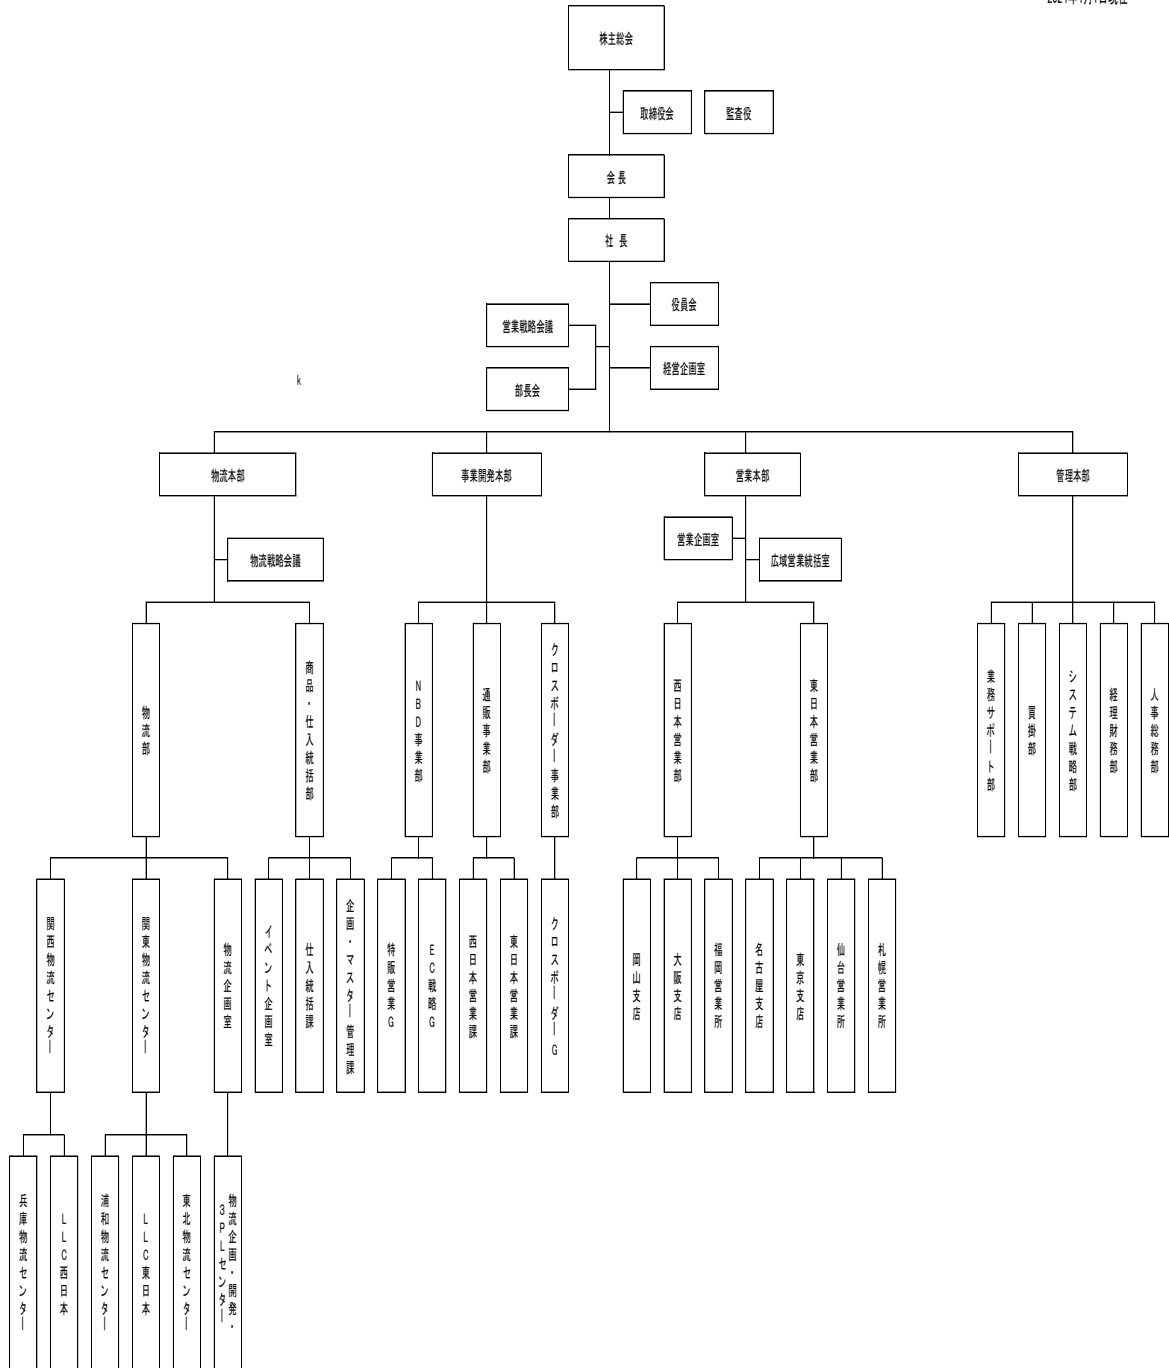 株主総会
取締役会
監査役
会 長
社 長
役員会
営業戦略会議
経営企画室
k
部長会
物流本部
事業開発本部
営業本部
管理本部
営業企画室
物流戦略会議
広域営業統括室
物流部
商品・仕入統括部
NBD事業部
通販事業部
クロスボーダー事業部
西日本営業部
東日本営業部
業務サポート部
買掛部
システム戦略部
経理財務部
人事総務部
関西物流センター
関東物流センター
物流企画室
イベント企画室
仕入統括課
企画・マスター管理課
特販営業G
EC戦略G
西日本営業課
東日本営業課
クロスボーダーG
岡山支店
大阪支店
福岡営業所
名古屋支店
東京支店
仙台営業所
札幌営業所
兵庫物流センター
LLC西日本
浦和物流センター
LLC東日本
東北物流センター
物流企画・開発・
3PLセンター